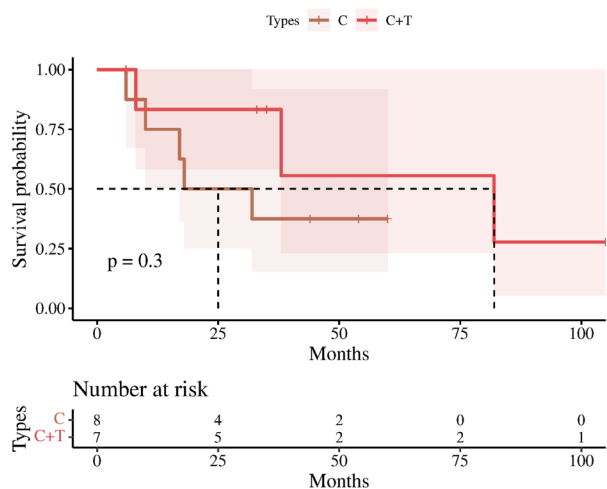 Types C C+T
1.00
0.75
0.50
0.25
0.00
Survival probability
p = 0.3
0 25 50 75 100
Months
Number at risk
Types
C 8 4 2 0 0
C+T 7 5 2 2 1
0 25 50 75 100
Months